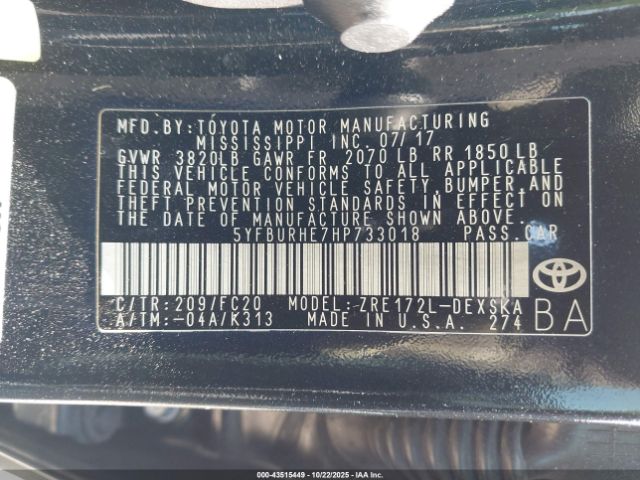 MFD.BY:TOYOTA MOTOR MANUFACTURING
MISSISSIPPI INC. 07/17
GVWR 3820LB GAWR FR 2070 LB RR 1850 LB
THIS VEHICLE CONFORMS TO ALL APPLICABLE
FEDERAL MOTOR VEHICLE SAFETY,BUMPER,AND
THEFT PREVENTION STANDARDS IN EFFECT ON
THE DATE OF MANUFACTURE SHOWN ABOVE.
5YFBURHE7HP733018 PASS.CAR
C/TR:209/FC20 MODEL:ZRE172L-DEXSKA
A/TM:-04A/K313 MADE IN U.S.A. 274
BA
000-43515449 | 10/22/2025 | IAA Inc.